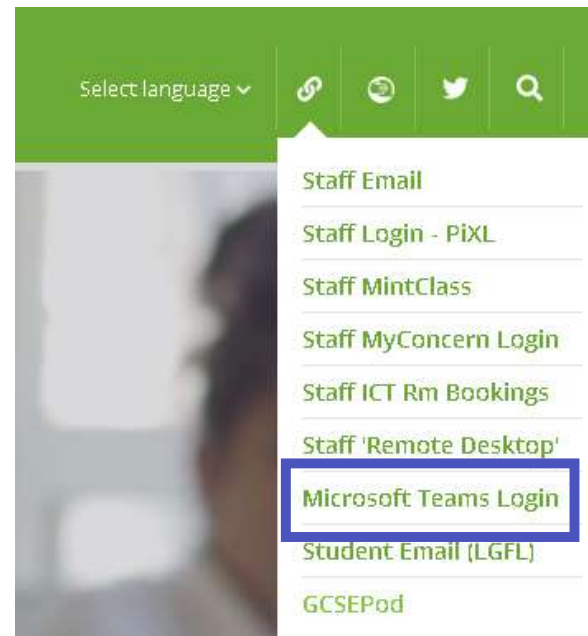 Select language
Staff Email
Staff Login - PiXL
Staff MintClass
Staff MyConcern Login
Staff ICT Rm Bookings
Staff 'Remote Desktop'
Microsoft Teams Login
Student Email (LGFL)
GCSEPod